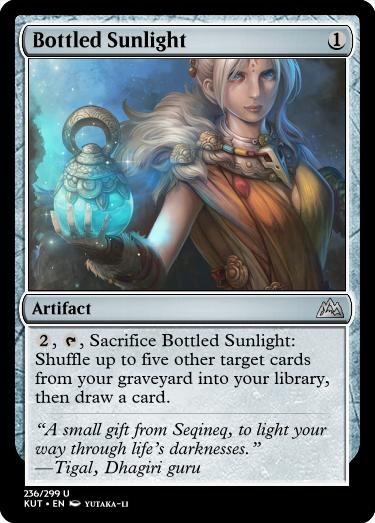 Bottled Sunlight 1
Artifact
2, T, Sacrifice Bottled Sunlight:
Shuffle up to five other target cards
from your graveyard into your library,
then draw a card.
“A small gift from Seqineq, to light your
way through life’s darknesses.”
—Tigal, Dhagiri guru
236/299 U
KUT • EN YUTAKA-LI